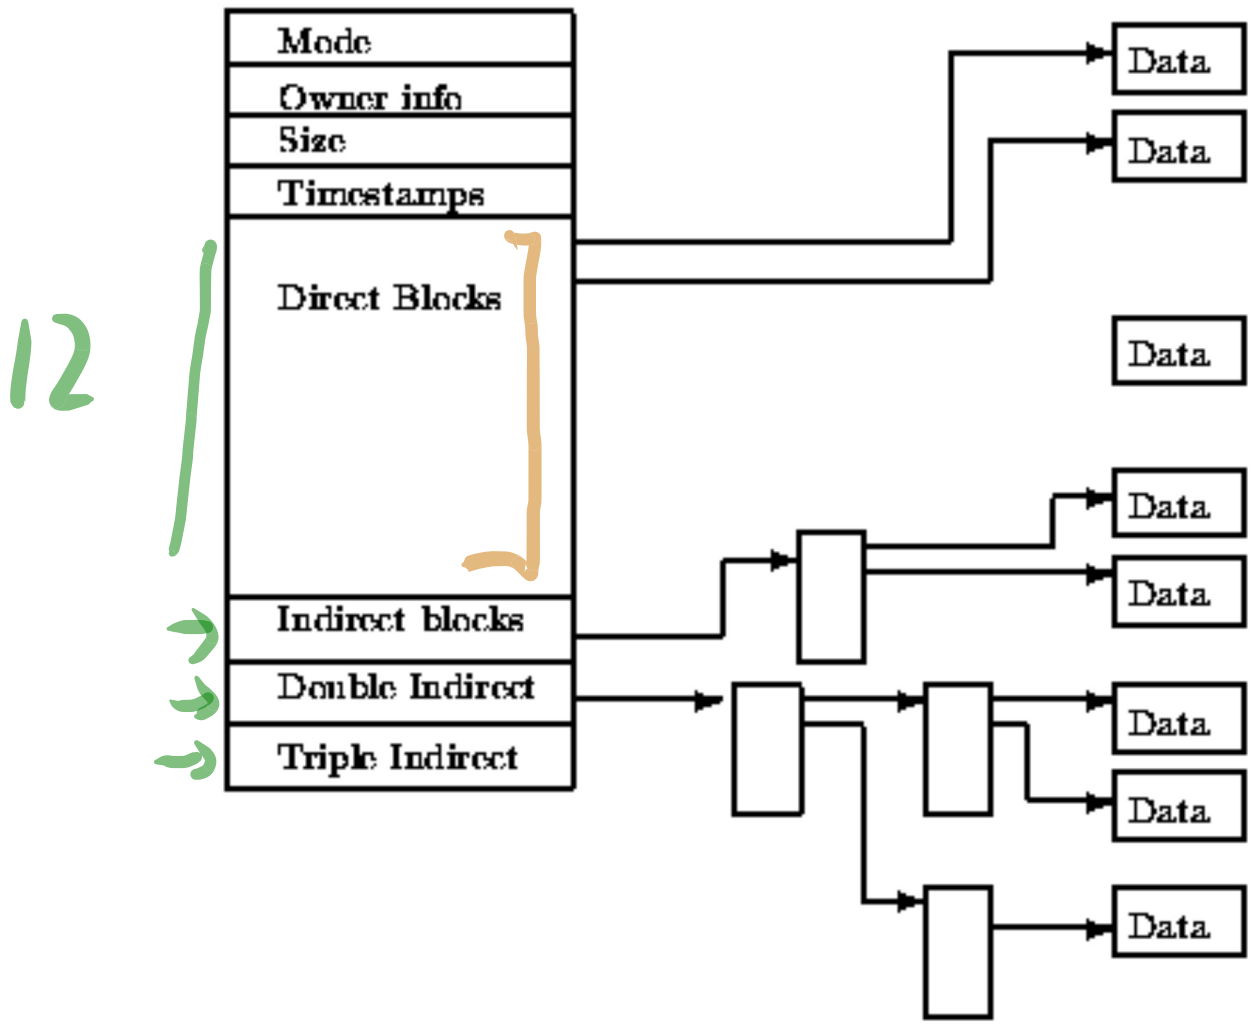 Mode
Owner info
Size
Timestamps
Direct Blocks
12
Indirect blocks
Double Indirect
Triple Indirect
Data
Data
Data
Data
Data
Data
Data
Data